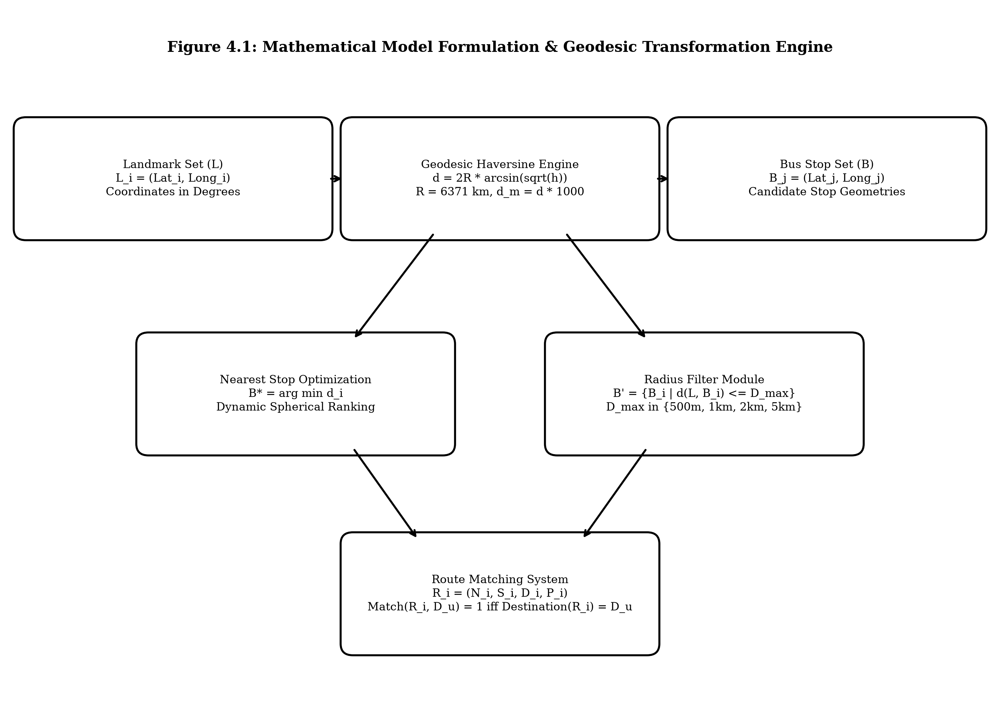 Figure 4.1: Mathematical Model Formulation & Geodesic Transformation Engine
Landmark Set (L)
L_i = (Lat_i, Long_i)
Coordinates in Degrees
Geodesic Haversine Engine
d = 2R * arcsin(sqrt(h))
R = 6371 km, d_m = d * 1000
Bus Stop Set (B)
B_j = (Lat_j, Long_j)
Candidate Stop Geometries
Nearest Stop Optimization
B* = arg min d_i
Dynamic Spherical Ranking
Radius Filter Module
B' = {B_i | d(L, B_i) <= D_max}
D_max in {500m, 1km, 2km, 5km}
Route Matching System
R_i = (N_i, S_i, D_i, P_i)
Match(R_i, D_u) = 1 iff Destination(R_i) = D_u